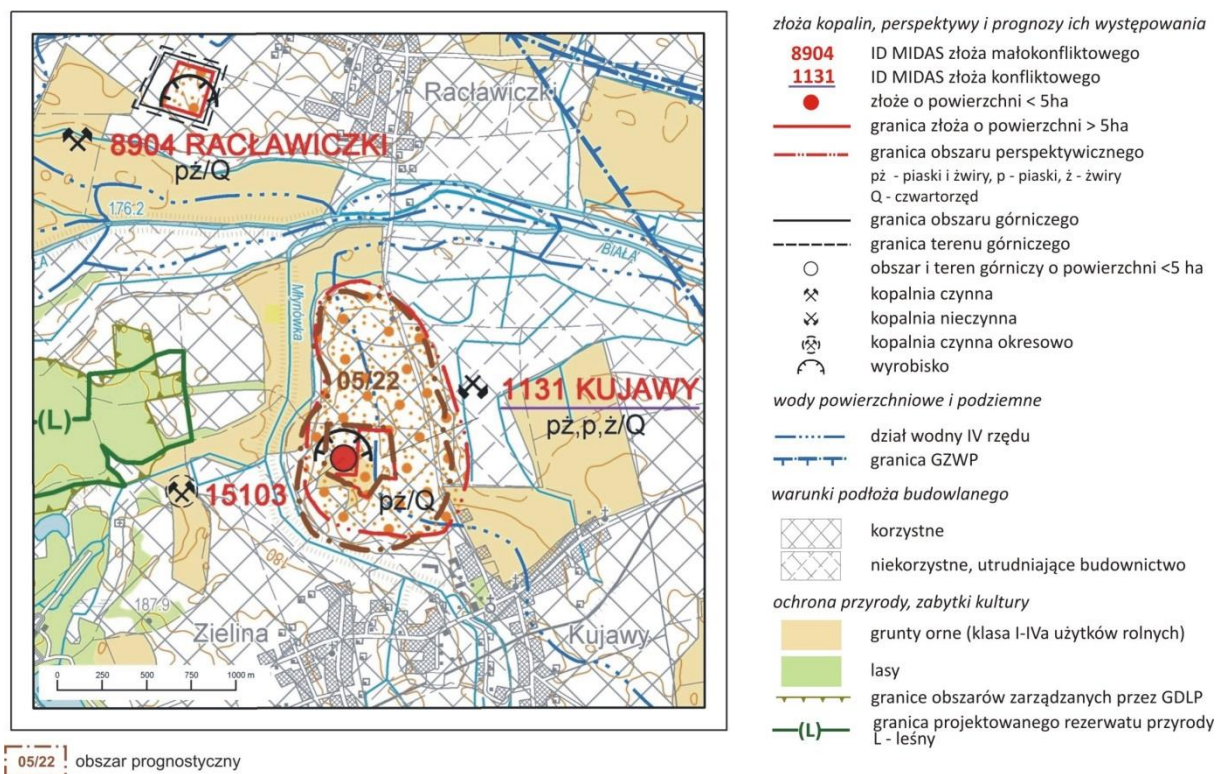 Racławiczki
8904 RACŁAWICZKI
pż/Q
176.2
BIAŁA
Młynówka
05/22
1131 KUJAWY
pż,p,ż/Q
(L)
15103
pż/Q
180
187.9
Zielina
Kujawy
0 250 500 750 1000 m
05/22 obszar prognostyczny
złoża kopalin, perspektywy i prognozy ich występowania
8904 ID MIDAS złoża małokonfliktowego
1131 ID MIDAS złoża konfliktowego
złoże o powierzchni < 5ha
granica złoża o powierzchni > 5ha
granica obszaru perspektywicznego
pż - piaski i żwiry, p - piaski, ż - żwiry
Q - czwartorzęd
granica obszaru górniczego
granica terenu górniczego
obszar i teren górniczy o powierzchni <5 ha
kopalnia czynna
kopalnia nieczynna
kopalnia czynna okresowo
wyrobisko
wody powierzchniowe i podziemne
dział wodny IV rzędu
granica GZWP
warunki podłoża budowlanego
korzystne
niekorzystne, utrudniające budownictwo
ochrona przyrody, zabytki kultury
grunty orne (klasa I-IVa użytków rolnych)
lasy
granice obszarów zarządzanych przez GDLP
(L) granica projektowanego rezerwatu przyrody
L - leśny